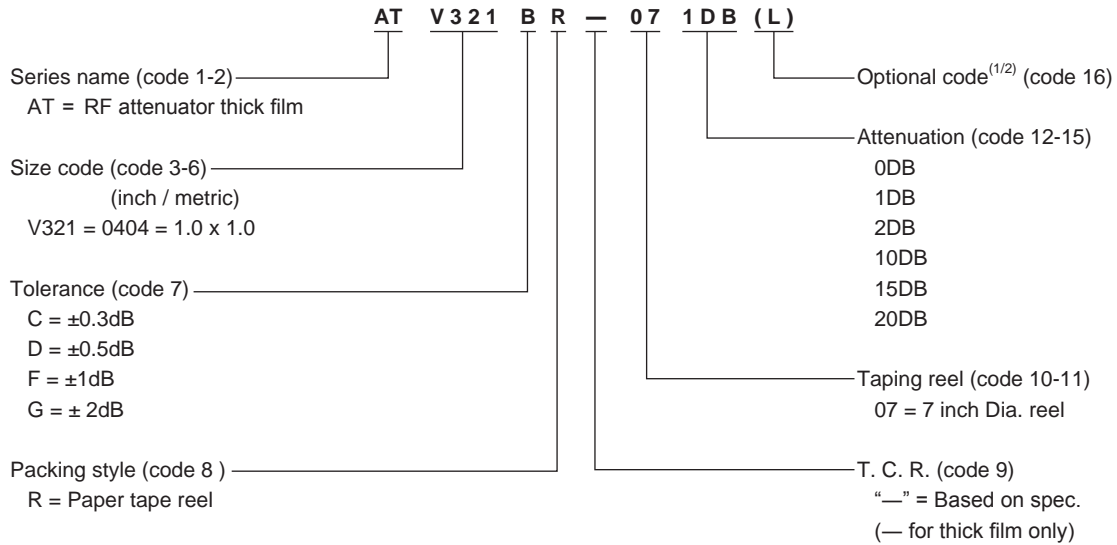 AT V321 B R — 07 1DB (L)
Series name (code 1-2)
AT = RF attenuator thick film
Size code (code 3-6)
(inch / metric)
V321 = 0404 = 1.0 x 1.0
Tolerance (code 7)
C = ±0.3dB
D = ±0.5dB
F = ±1dB
G = ± 2dB
Packing style (code 8 )
R = Paper tape reel
Optional code(1/2) (code 16)
Attenuation (code 12-15)
0DB
1DB
2DB
10DB
15DB
20DB
Taping reel (code 10-11)
07 = 7 inch Dia. reel
T. C. R. (code 9)
“—” = Based on spec.
(— for thick film only)